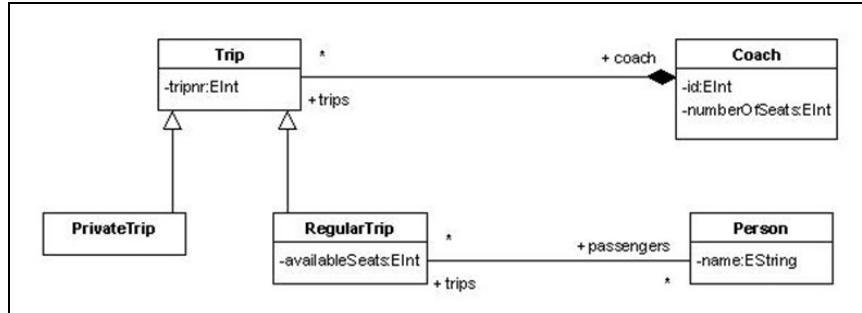 Trip
-tripnr:EInt
*
+ trips
+ coach
Coach
-id:EInt
-numberOfSeats:EInt
PrivateTrip
RegularTrip
-availableSeats:EInt
*
+ trips
+ passengers
*
Person
-name:EString